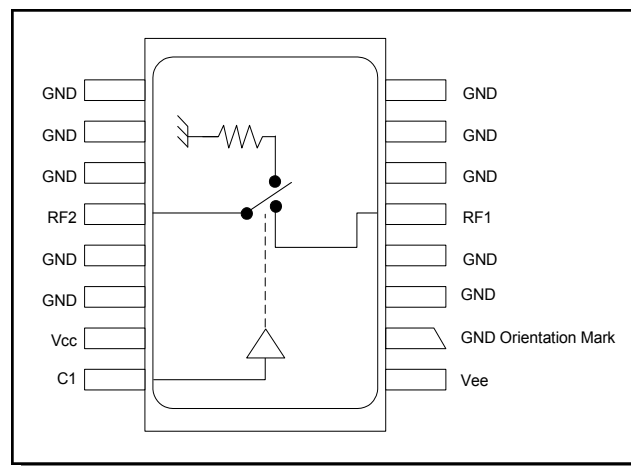 GND GND
GND GND
GND GND
RF2 RF1
GND GND
GND GND
Vcc GND Orientation Mark
C1 Vee